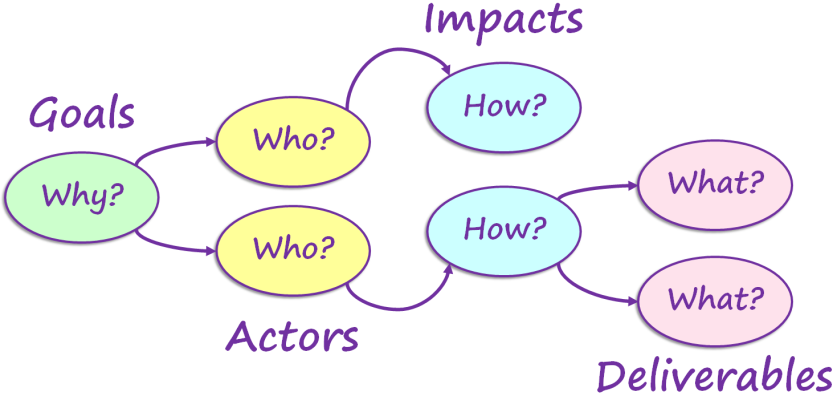 Goals
Why?
Who?
Who?
Actors
Impacts
How?
How?
What?
What?
Deliverables